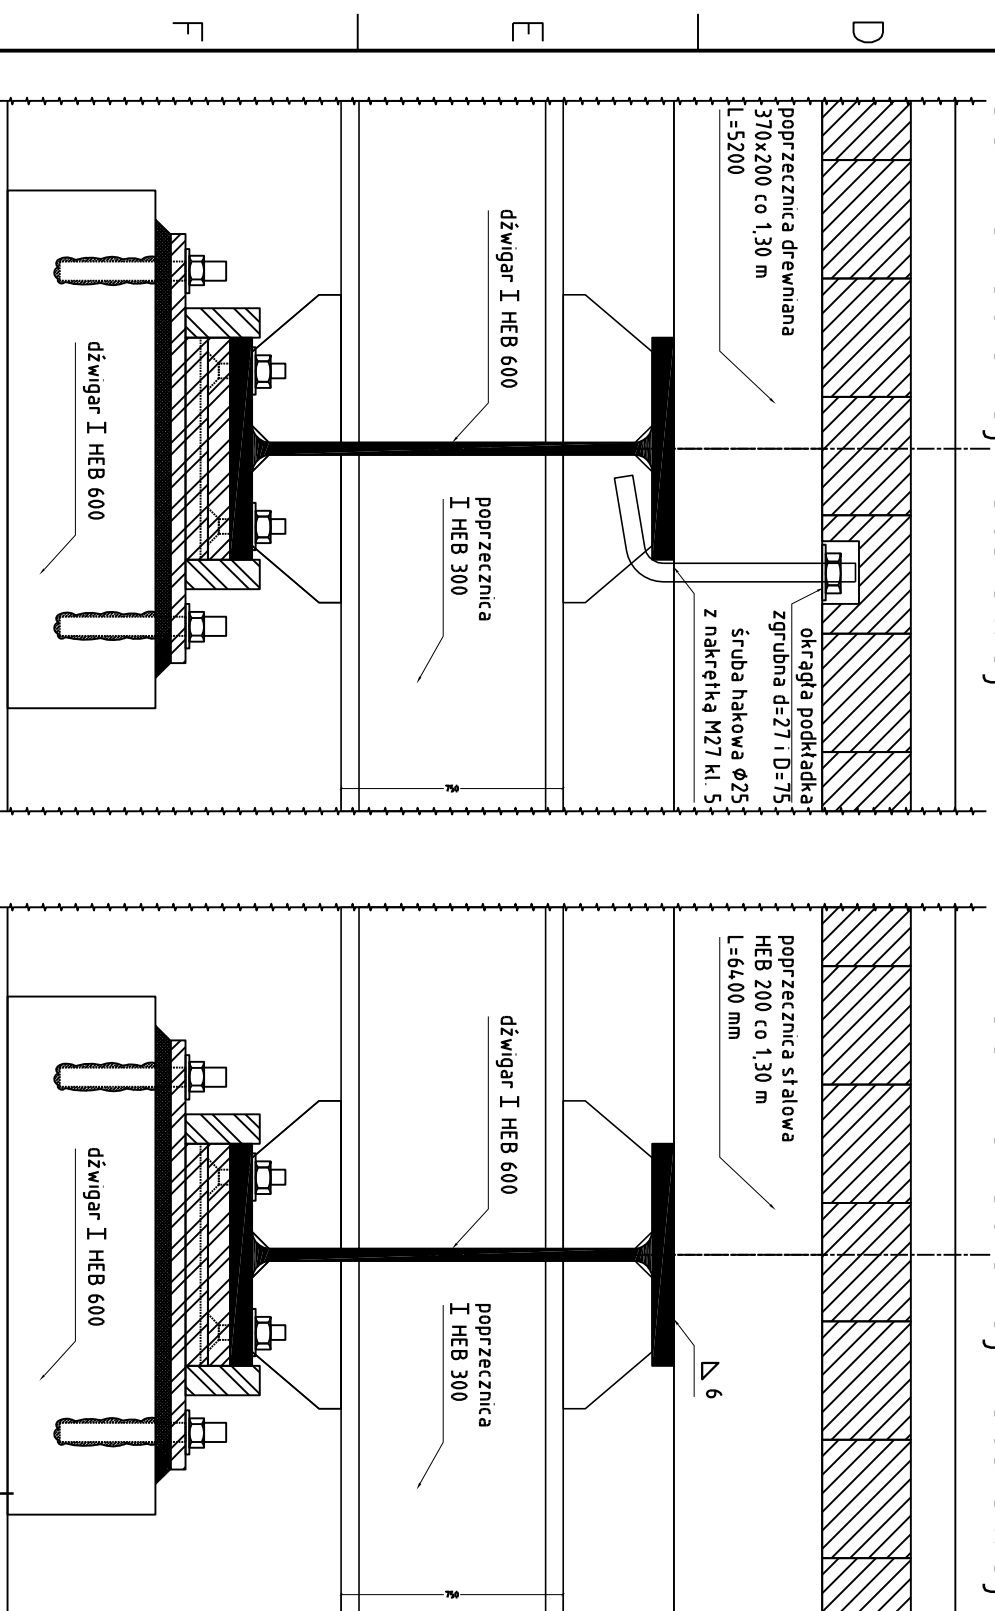 F
E
D
poprzecznica drewniana
370x200 co 1,30 m
L=5200
dźwigar I HEB 600
dźwigar I HEB 600
poprzecznica
I HEB 300
okrągła podkładka
zgrubna d=27 i D=75
śruba hakowa Φ25
z nakrętką M27 kl. 5
750
poprzecznica stalowa
HEB 200 co 1,30 m
L=6400 mm
dźwigar I HEB 600
dźwigar I HEB 600
poprzecznica
I HEB 300
6
750